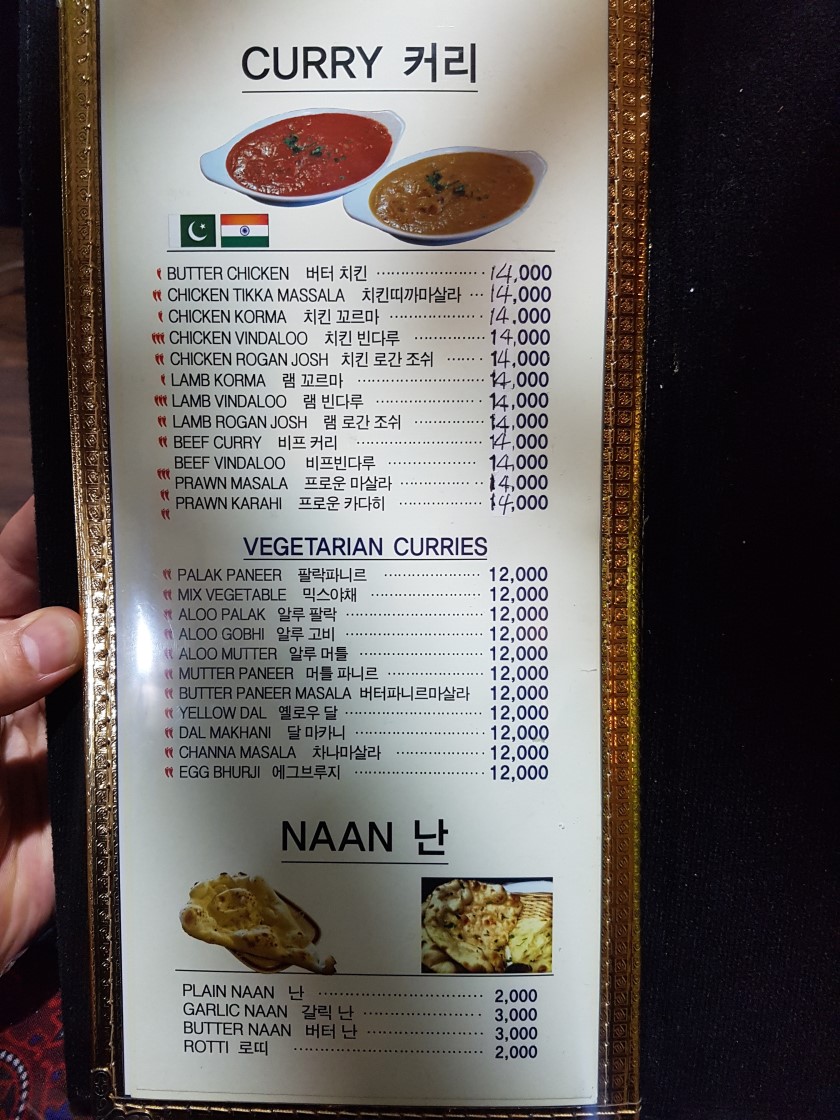 CURRY 커리
BUTTER CHICKEN 버터 치킨 14,000
CHICKEN TIKKA MASSALA 치킨띠까마살라 14,000
CHICKEN KORMA 치킨 꼬르마 14,000
CHICKEN VINDALOO 치킨 빈다루 14,000
CHICKEN ROGAN JOSH 치킨 로간 조쉬 14,000
LAMB KORMA 램 꼬르마 14,000
LAMB VINDALOO 램 빈다루 14,000
LAMB ROGAN JOSH 램 로간 조쉬 14,000
BEEF CURRY 비프 커리 14,000
BEEF VINDALOO 비프빈다루 14,000
PRAWN MASALA 프로운 마살라 14,000
PRAWN KARAHI 프로운 카다히 14,000
VEGETARIAN CURRIES
PALAK PANEER 팔락파니르 12,000
MIX VEGETABLE 믹스야채 12,000
ALOO PALAK 알루 팔락 12,000
ALOO GOBHI 알루 고비 12,000
ALOO MUTTER 알루 머틀 12,000
MUTTER PANEER 머틀 파니르 12,000
BUTTER PANEER MASALA 버터파니르마살라 12,000
YELLOW DAL 옐로우 달 12,000
DAL MAKHANI 달 마카니 12,000
CHANNA MASALA 차나마살라 12,000
EGG BHURJI 에그브루지 12,000
NAAN 난
PLAIN NAAN 난 2,000
GARLIC NAAN 갈릭 난 3,000
BUTTER NAAN 버터 난 3,000
ROTTI 로띠 2,000